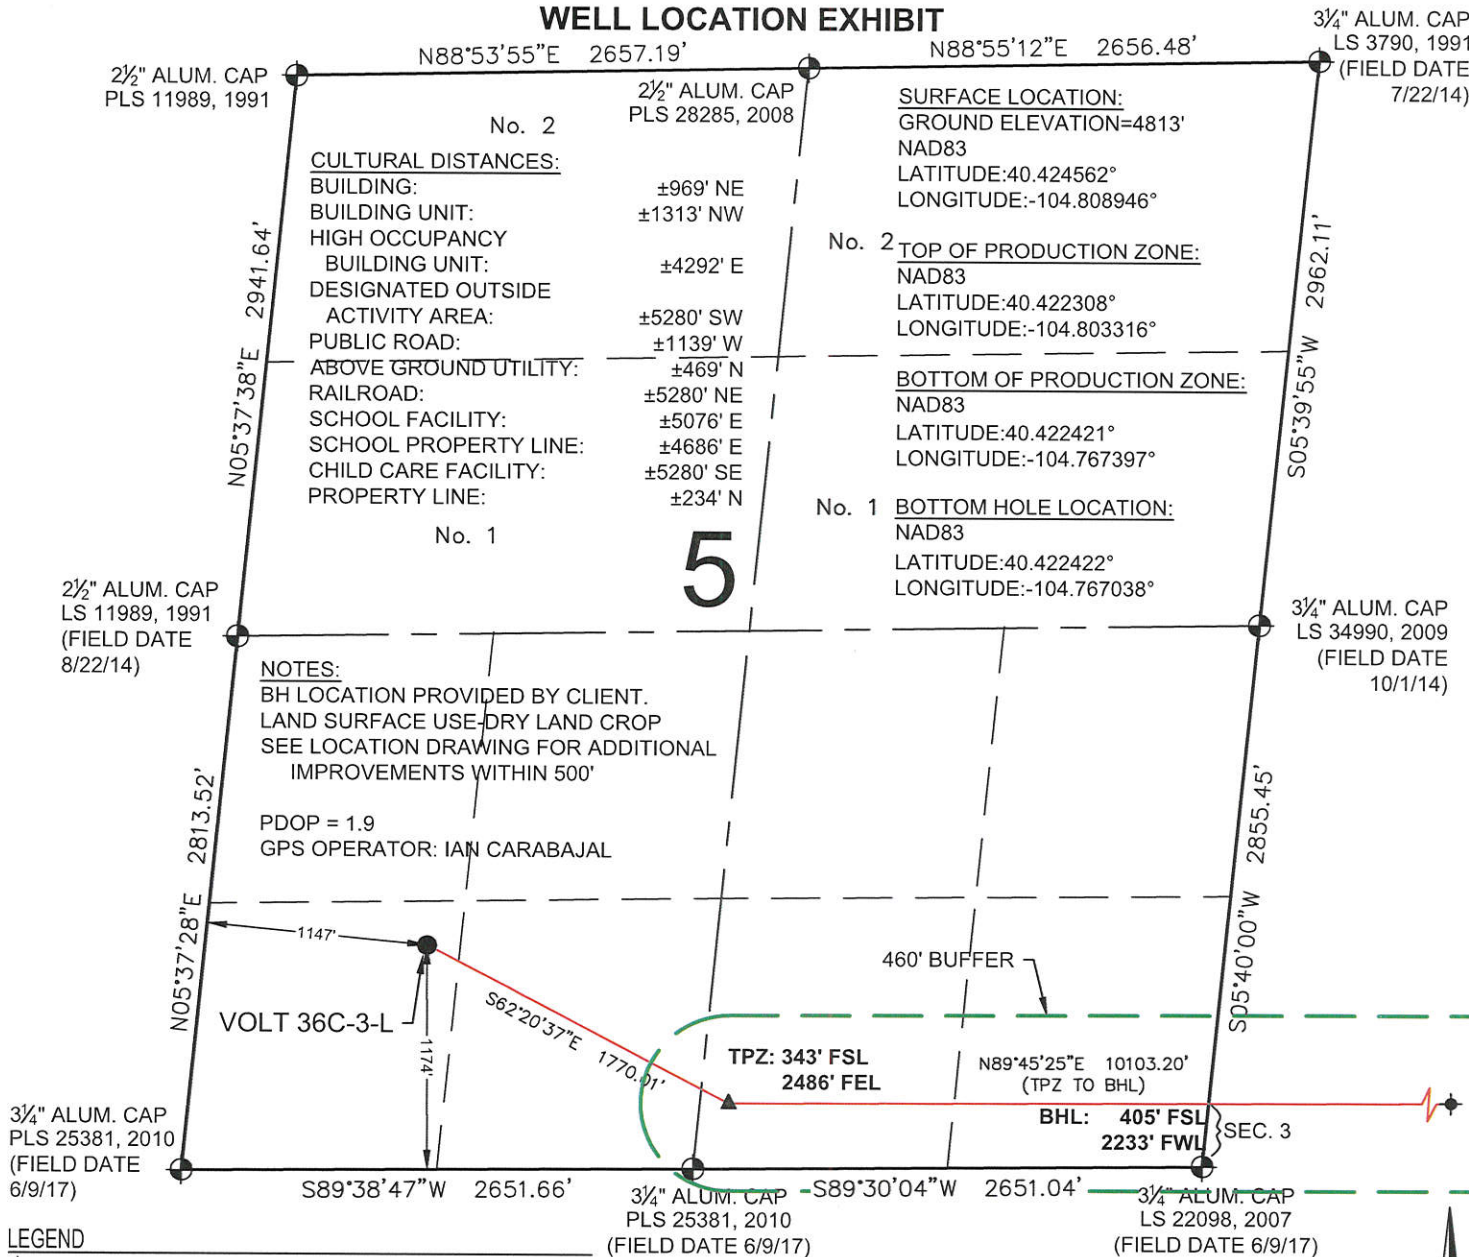 WELL LOCATION EXHIBIT
N88°53'55"E 2657.19'
N88°55'12"E 2656.48'
3¼" ALUM. CAP
LS 3790, 1991
(FIELD DATE
7/22/14)
2½" ALUM. CAP
PLS 11989, 1991
2½" ALUM. CAP
PLS 28285, 2008
No. 2
CULTURAL DISTANCES:
BUILDING: ±969' NE
BUILDING UNIT: ±1313' NW
HIGH OCCUPANCY
BUILDING UNIT: ±4292' E
DESIGNATED OUTSIDE
ACTIVITY AREA: ±5280' SW
PUBLIC ROAD: ±1139' W
ABOVE GROUND UTILITY: ±469' N
RAILROAD: ±5280' NE
SCHOOL FACILITY: ±5076' E
SCHOOL PROPERTY LINE: ±4686' E
CHILD CARE FACILITY: ±5280' SE
PROPERTY LINE: ±234' N
No. 1
SURFACE LOCATION:
GROUND ELEVATION=4813'
NAD83
LATITUDE:40.424562°
LONGITUDE:-104.808946°
No. 2
TOP OF PRODUCTION ZONE:
NAD83
LATITUDE:40.422308°
LONGITUDE:-104.803316°
BOTTOM OF PRODUCTION ZONE:
NAD83
LATITUDE:40.422421°
LONGITUDE:-104.767397°
No. 1
BOTTOM HOLE LOCATION:
NAD83
LATITUDE:40.422422°
LONGITUDE:-104.767038°
N05°37'38"E 2941.64'
S05°39'55"W 2962.11'
5
2½" ALUM. CAP
LS 11989, 1991
(FIELD DATE
8/22/14)
3¼" ALUM. CAP
LS 34990, 2009
(FIELD DATE
10/1/14)
NOTES:
BH LOCATION PROVIDED BY CLIENT.
LAND SURFACE USE-DRY LAND CROP
SEE LOCATION DRAWING FOR ADDITIONAL
IMPROVEMENTS WITHIN 500'
PDOP = 1.9
GPS OPERATOR: IAN CARABAJAL
N05°37'28"E 2813.52'
S05°40'00"W 2855.45'
1147'
460' BUFFER
VOLT 36C-3-L
1174'
S62°20'37"E 1770.01'
TPZ: 343' FSL
2486' FEL
N89°45'25"E 10103.20'
(TPZ TO BHL)
BHL: 405' FSL
2233' FWL
SEC. 3
3¼" ALUM. CAP
PLS 25381, 2010
(FIELD DATE
6/9/17)
S89°38'47"W 2651.66'
3¼" ALUM. CAP
PLS 25381, 2010
(FIELD DATE 6/9/17)
S89°30'04"W 2651.04'
3¼" ALUM. CAP
LS 22098, 2007
(FIELD DATE 6/9/17)
LEGEND